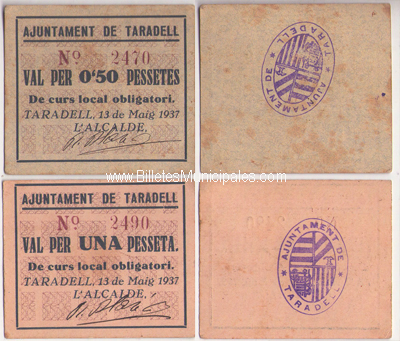 AJUNTAMENT DE TARADELL
Nº 2470
VAL PER 0'50 PESSETES
De curs local obligatori.
TARADELL, 13 de Maig 1937
L'ALCALDE,
AJUNTAMENT DE
* TARADELL *
www.BilletesMunicipales.com
AJUNTAMENT DE TARADELL
Nº 2490
VAL PER UNA PESSETA.
De curs local obligatori.
TARADELL, 13 de Maig 1937
L'ALCALDE,
AJUNTAMENT DE
* TARADELL *